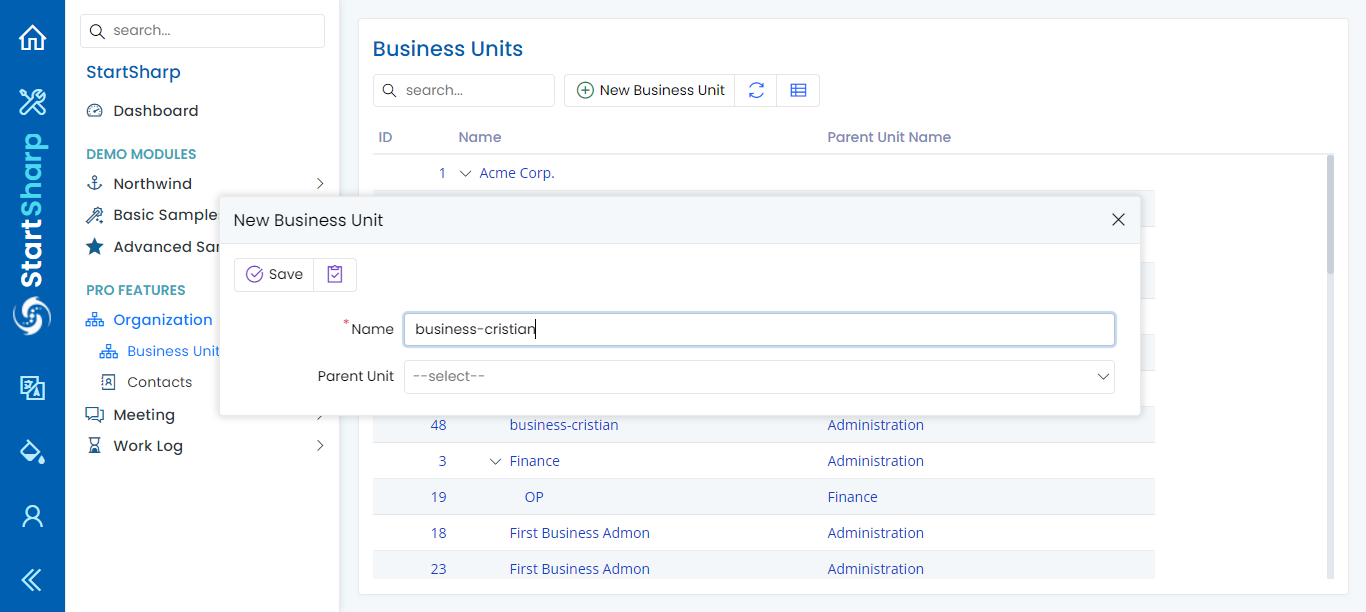 StartSharp
search...
StartSharp
Dashboard
DEMO MODULES
Northwind
Basic Sample
Advanced Sar
PRO FEATURES
Organization
Business Unit
Contacts
Meeting
Work Log
Business Units
search...
New Business Unit
ID Name Parent Unit Name
1 Acme Corp.
New Business Unit
Save
* Name business-cristian
Parent Unit --select--
48 business-cristian Administration
3 Finance Administration
19 OP Finance
18 First Business Admon Administration
23 First Business Admon Administration